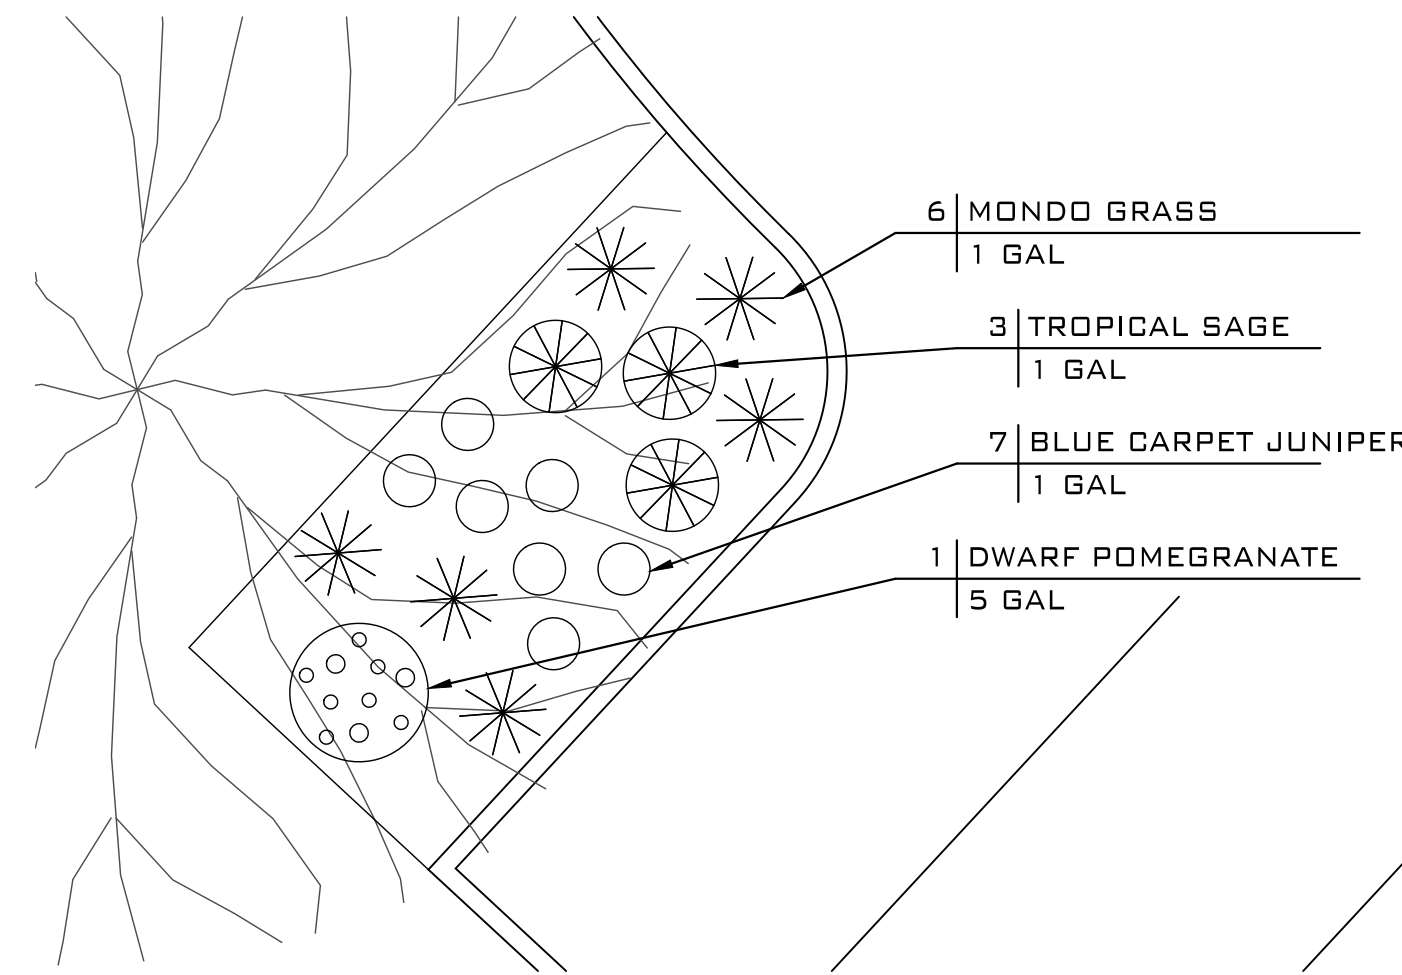 6 MONDO GRASS
1 GAL
3 TROPICAL SAGE
1 GAL
7 BLUE CARPET JUNIPER
1 GAL
1 DWARF POMEGRANATE
5 GAL